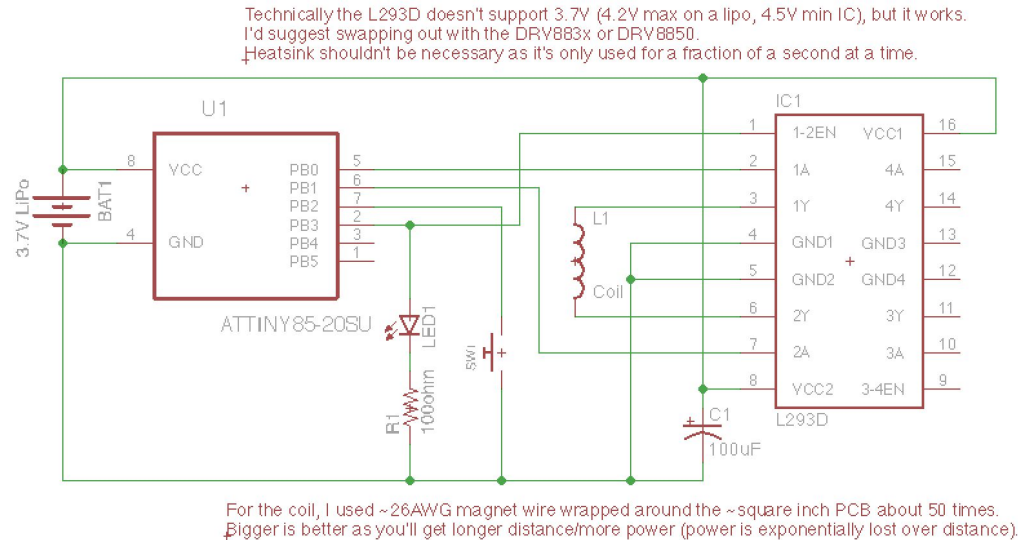 Technically the L293D doesn't support 3.7V (4.2V max on a lipo, 4.5V min IC), but it works.
I'd suggest swapping out with the DRV883x or DRV8850.
Heatsink shouldn't be necessary as it's only used for a fraction of a second at a time.
U1
IC1
8 VCC
PB0 5
PB1 6
PB2 7
PB3 2
PB4 3
PB5 1
4 GND
3.7V LiPo
BAT1
ATTINY85-20SU
1 1-2EN VCC1 16
2 1A 4A 15
3 1Y 4Y 14
4 GND1 GND3 13
5 GND2 GND4 12
6 2Y 3Y 11
7 2A 3A 10
8 VCC2 3-4EN 9
L293D
L1
Coil
LED1
SW1
R1
100ohm
C1
100uF
For the coil, I used ~26AWG magnet wire wrapped around the ~square inch PCB about 50 times.
Bigger is better as you'll get longer distance/more power (power is exponentially lost over distance).